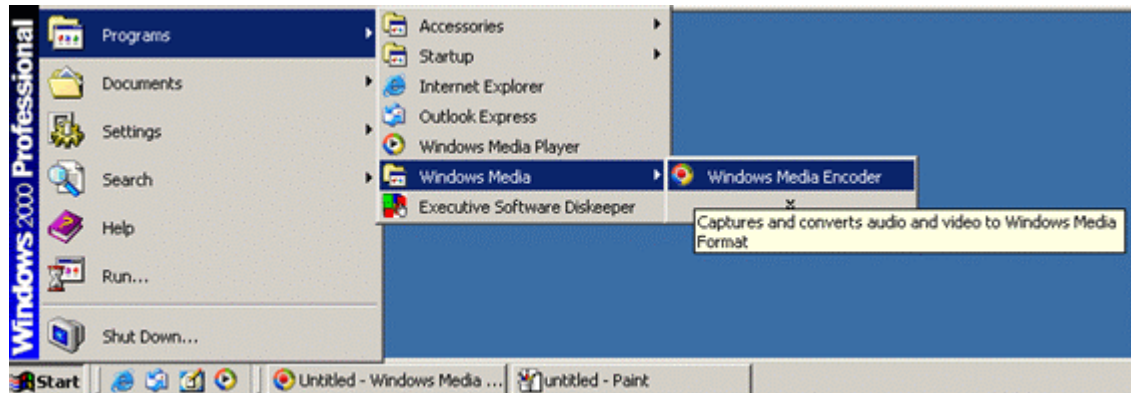 Windows 2000 Professional
Programs
Documents
Settings
Search
Help
Run...
Shut Down...
Accessories
Startup
Internet Explorer
Outlook Express
Windows Media Player
Windows Media
Executive Software Diskeeper
Windows Media Encoder
Captures and converts audio and video to Windows Media
Format
Start
Untitled - Windows Media ...
untitled - Paint